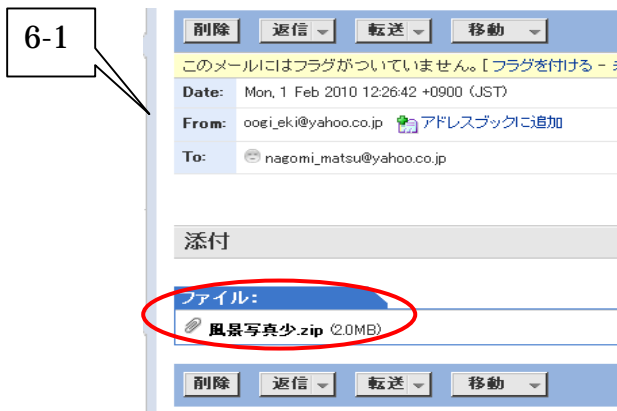 6-1
削除 返信 転送 移動
このメールにはフラグがついていません。[フラグを付ける -
Date: Mon, 1 Feb 2010 12:26:42 +0900 (JST)
From: oogi_eki@yahoo.co.jp アドレスブックに追加
To: nagomi_matsu@yahoo.co.jp
添付
ファイル:
風景写真少.zip (2.0MB)
削除 返信 転送 移動